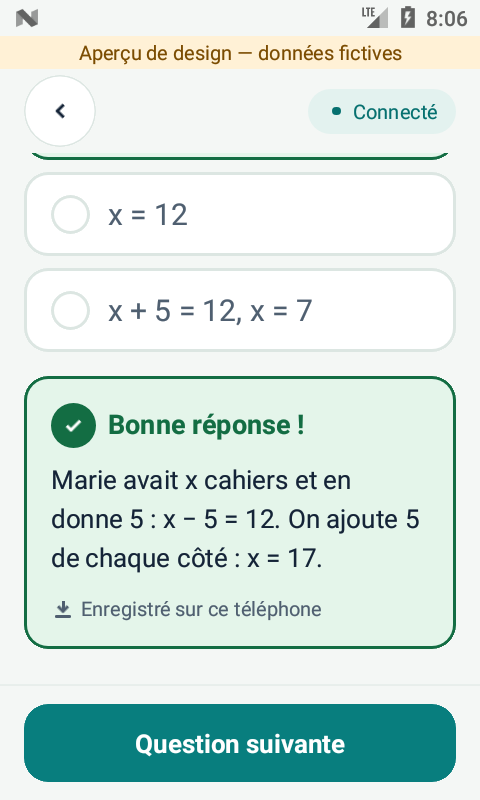 LTE 8:06
Aperçu de design — données fictives
Connecté
x = 12
x + 5 = 12, x = 7
Bonne réponse !
Marie avait x cahiers et en
donne 5 : x − 5 = 12. On ajoute 5
de chaque côté : x = 17.
Enregistré sur ce téléphone
Question suivante